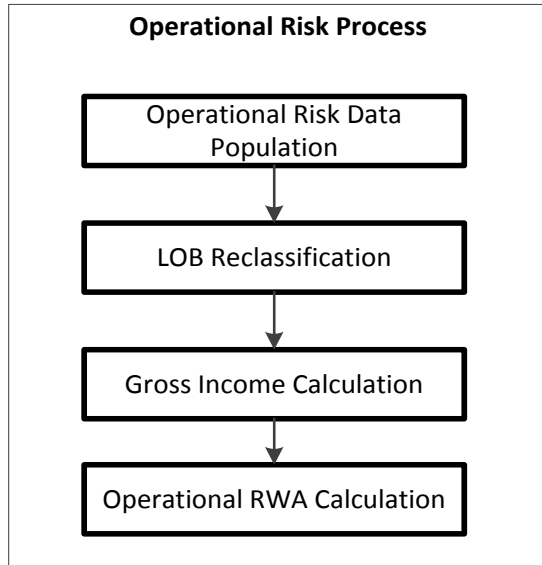 Operational Risk Process
Operational Risk Data
Population
LOB Reclassification
Gross Income Calculation
Operational RWA Calculation